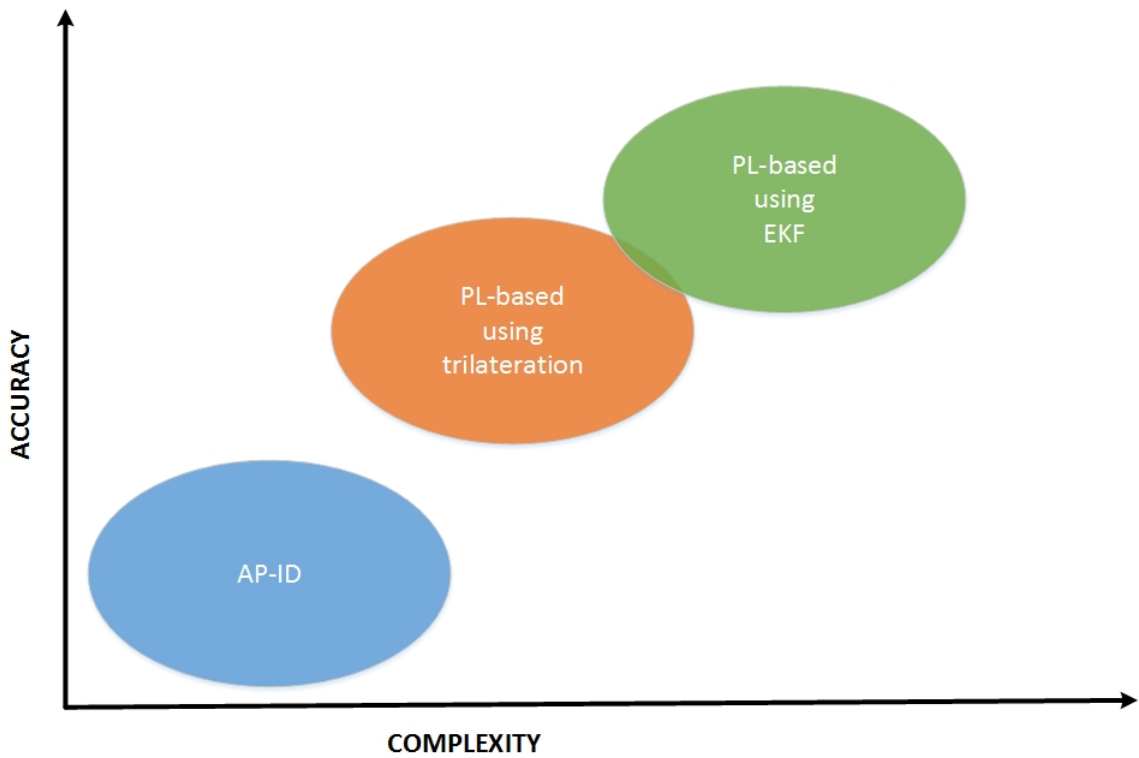 PL-based
using
EKF
PL-based
using
trilateration
AP-ID
ACCURACY
COMPLEXITY